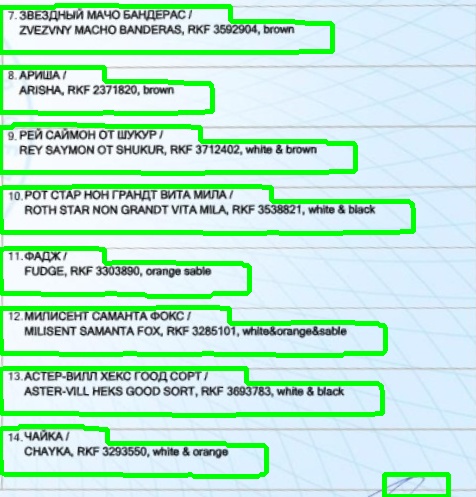 7. ЗВЕЗДНЫЙ МАЧО БАНДЕРАС /
ZVEZVNY MACHO BANDERAS, RKF 3592904, brown
8. АРИША /
ARISHA, RKF 2371820, brown
9. РЕЙ САЙМОН ОТ ШУКУР /
REY SAYMON OT SHUKUR, RKF 3712402, white & brown
10. РОТ СТАР НОН ГРАНДТ ВИТА МИЛА /
ROTH STAR NON GRANDT VITA MILA, RKF 3538821, white & black
11. ФАДЖ /
FUDGE, RKF 3303890, orange sable
12. МИЛИСЕНТ САМАНТА ФОКС /
MILISENT SAMANTA FOX, RKF 3285101, white&orange&sable
13. АСТЕР-ВИЛЛ ХЕКС ГООД СОРТ /
ASTER-VILL HEKS GOOD SORT, RKF 3693783, white & black
14. ЧАЙКА /
CHAYKA, RKF 3293550, white & orange